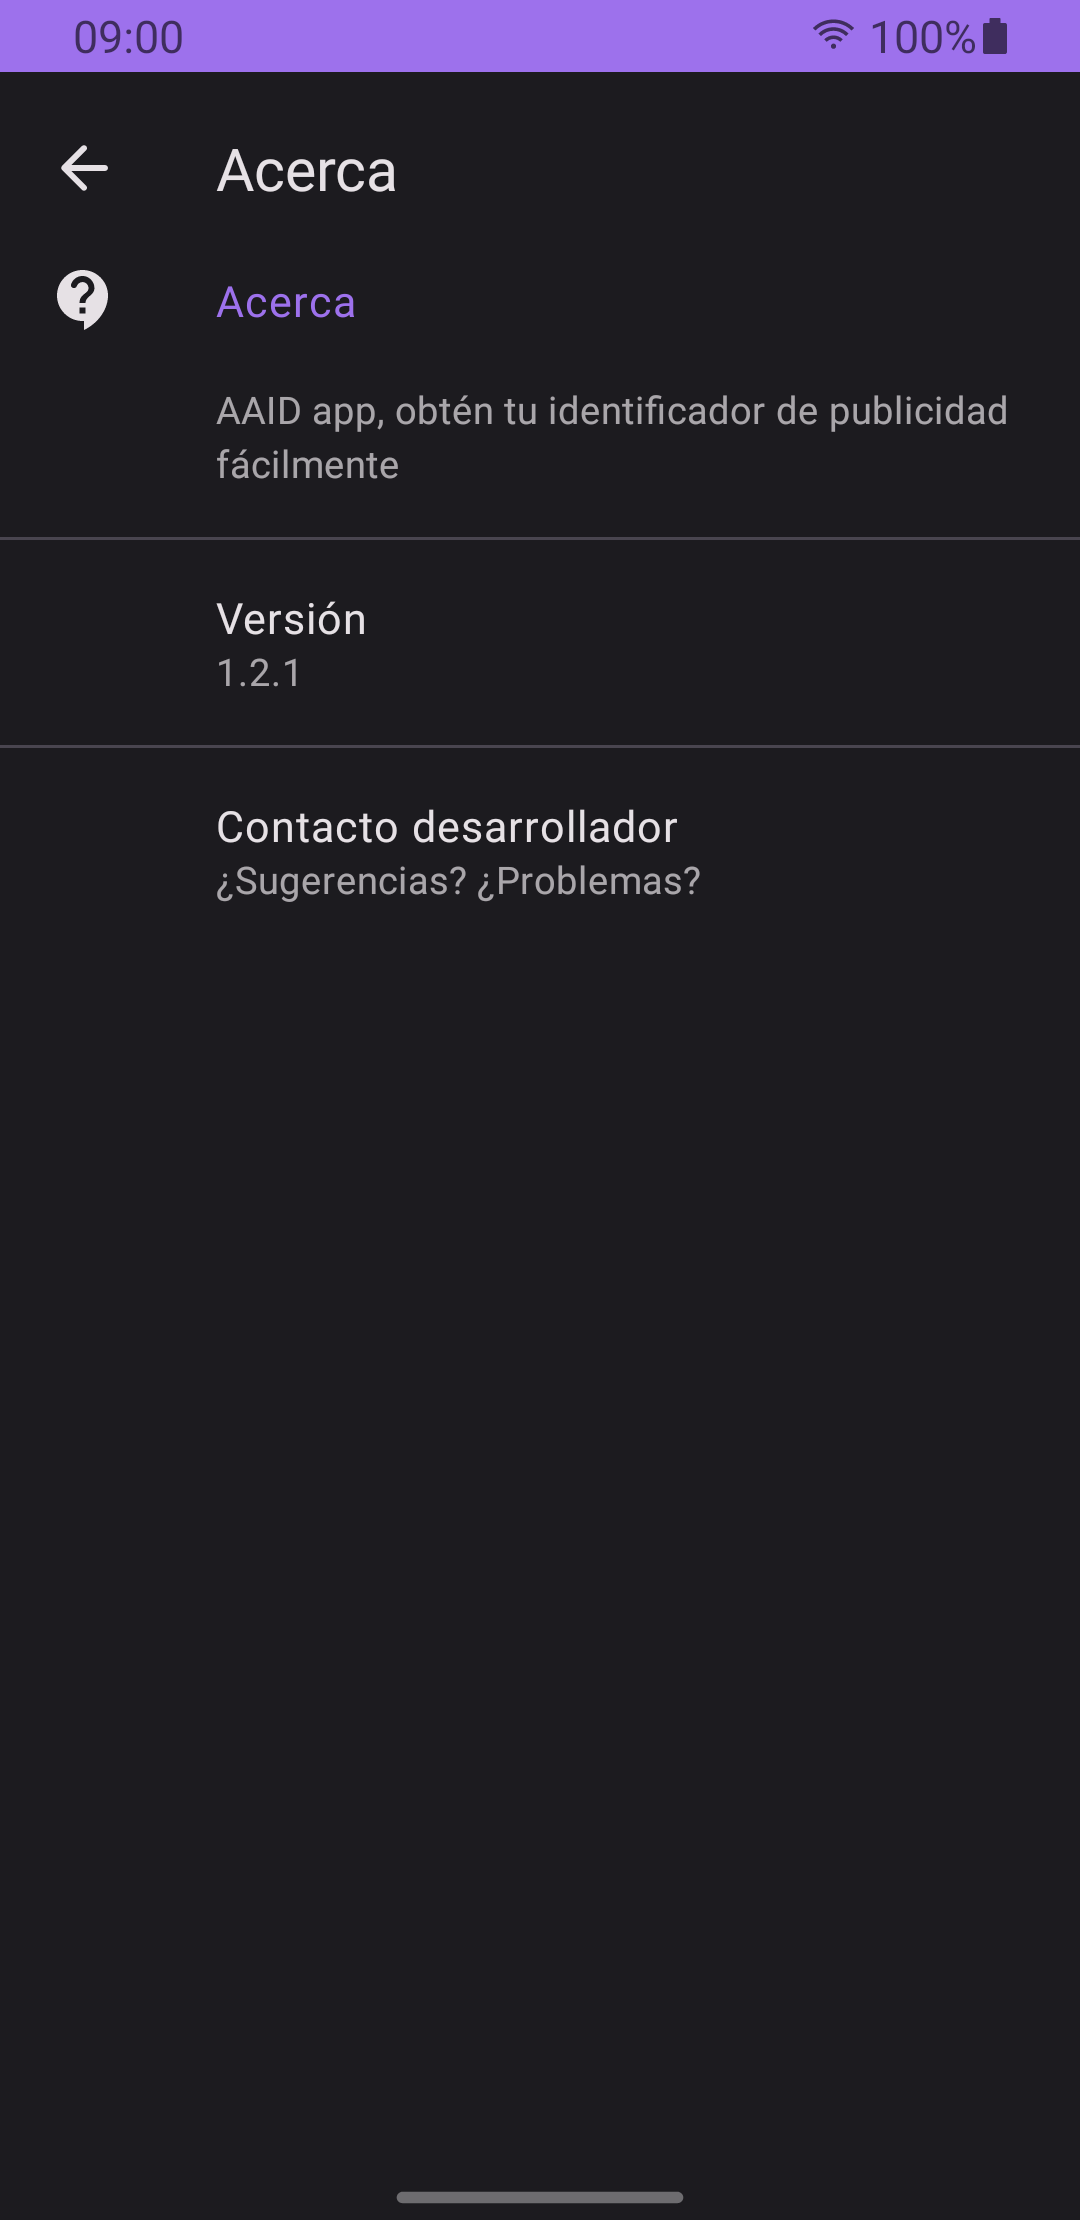 09:00 100%
Acerca
Acerca
AAID app, obtén tu identificador de publicidad
fácilmente
Versión
1.2.1
Contacto desarrollador
¿Sugerencias? ¿Problemas?